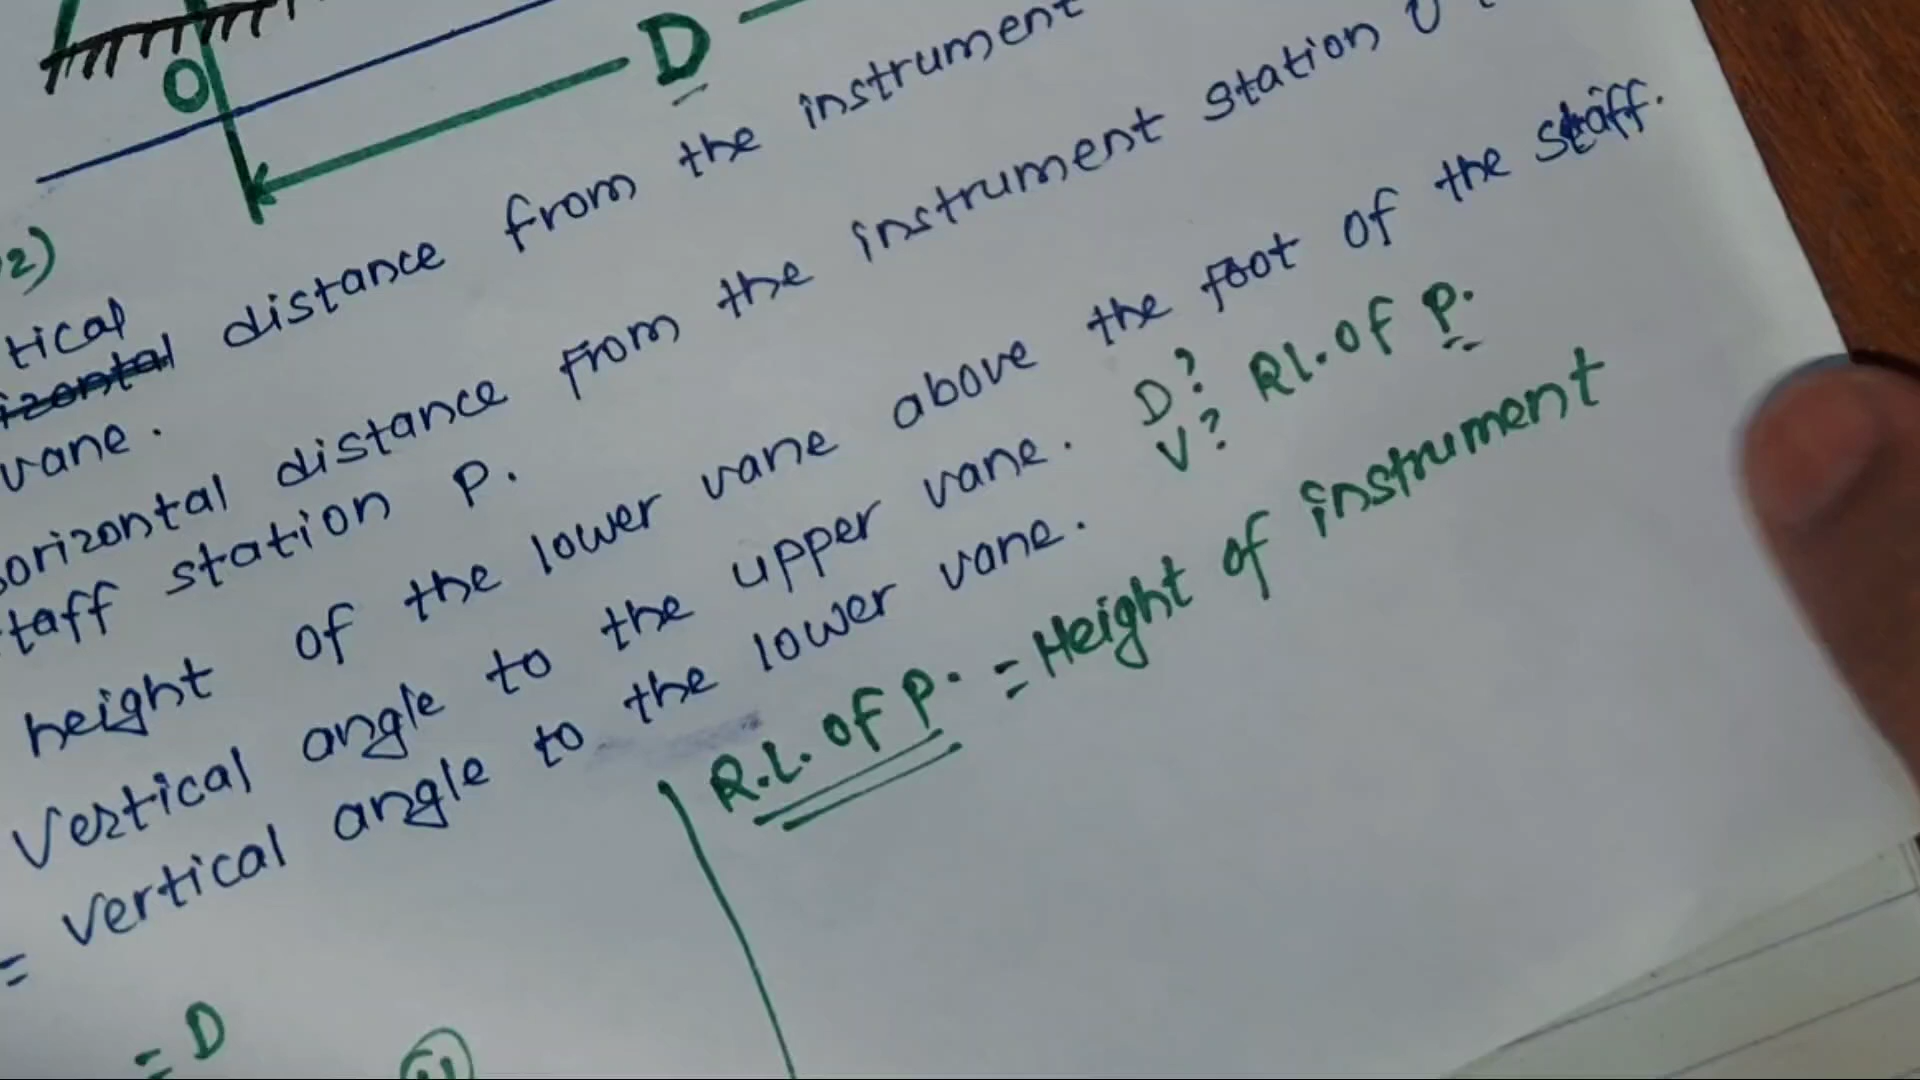 O
D
2)
tical
izontal distance from the instrument
vane.
orizontal distance from the instrument station O
taff station P.
height of the lower vane above the foot of the staff.
Vertical angle to the upper vane. D? V? Rl. of P.
= vertical angle to the lower vane.
R.L. of P. = Height of instrument
= D